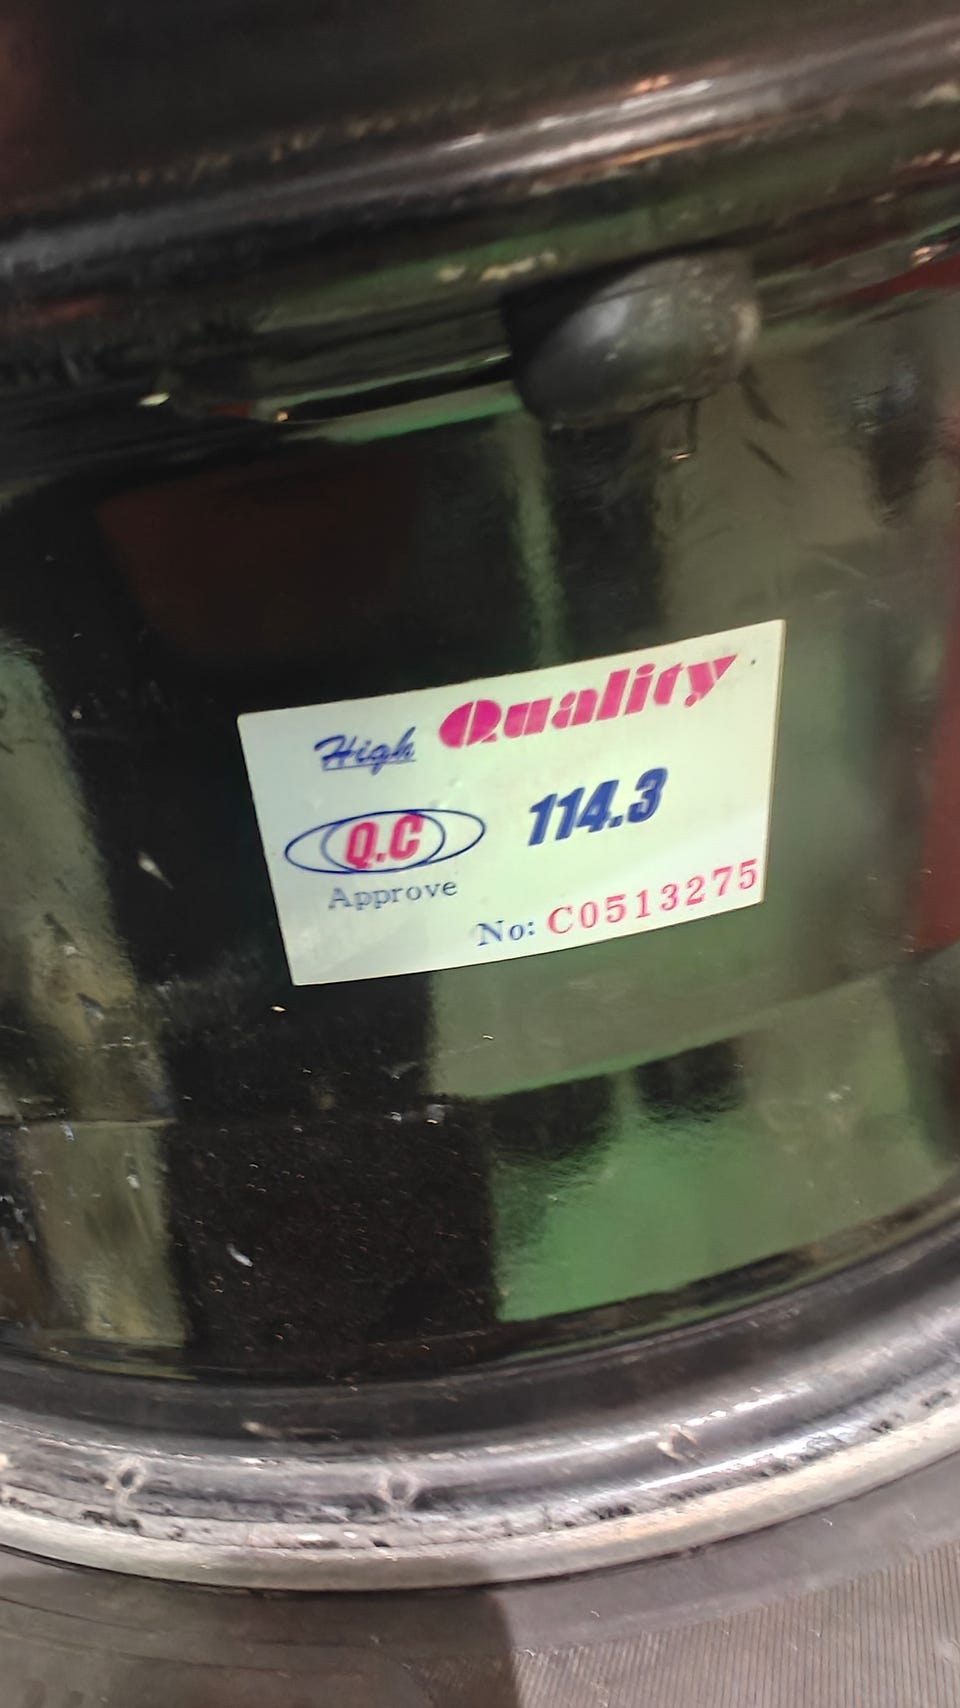 High Quality
Q.C 114.3
Approve
No: C0513275